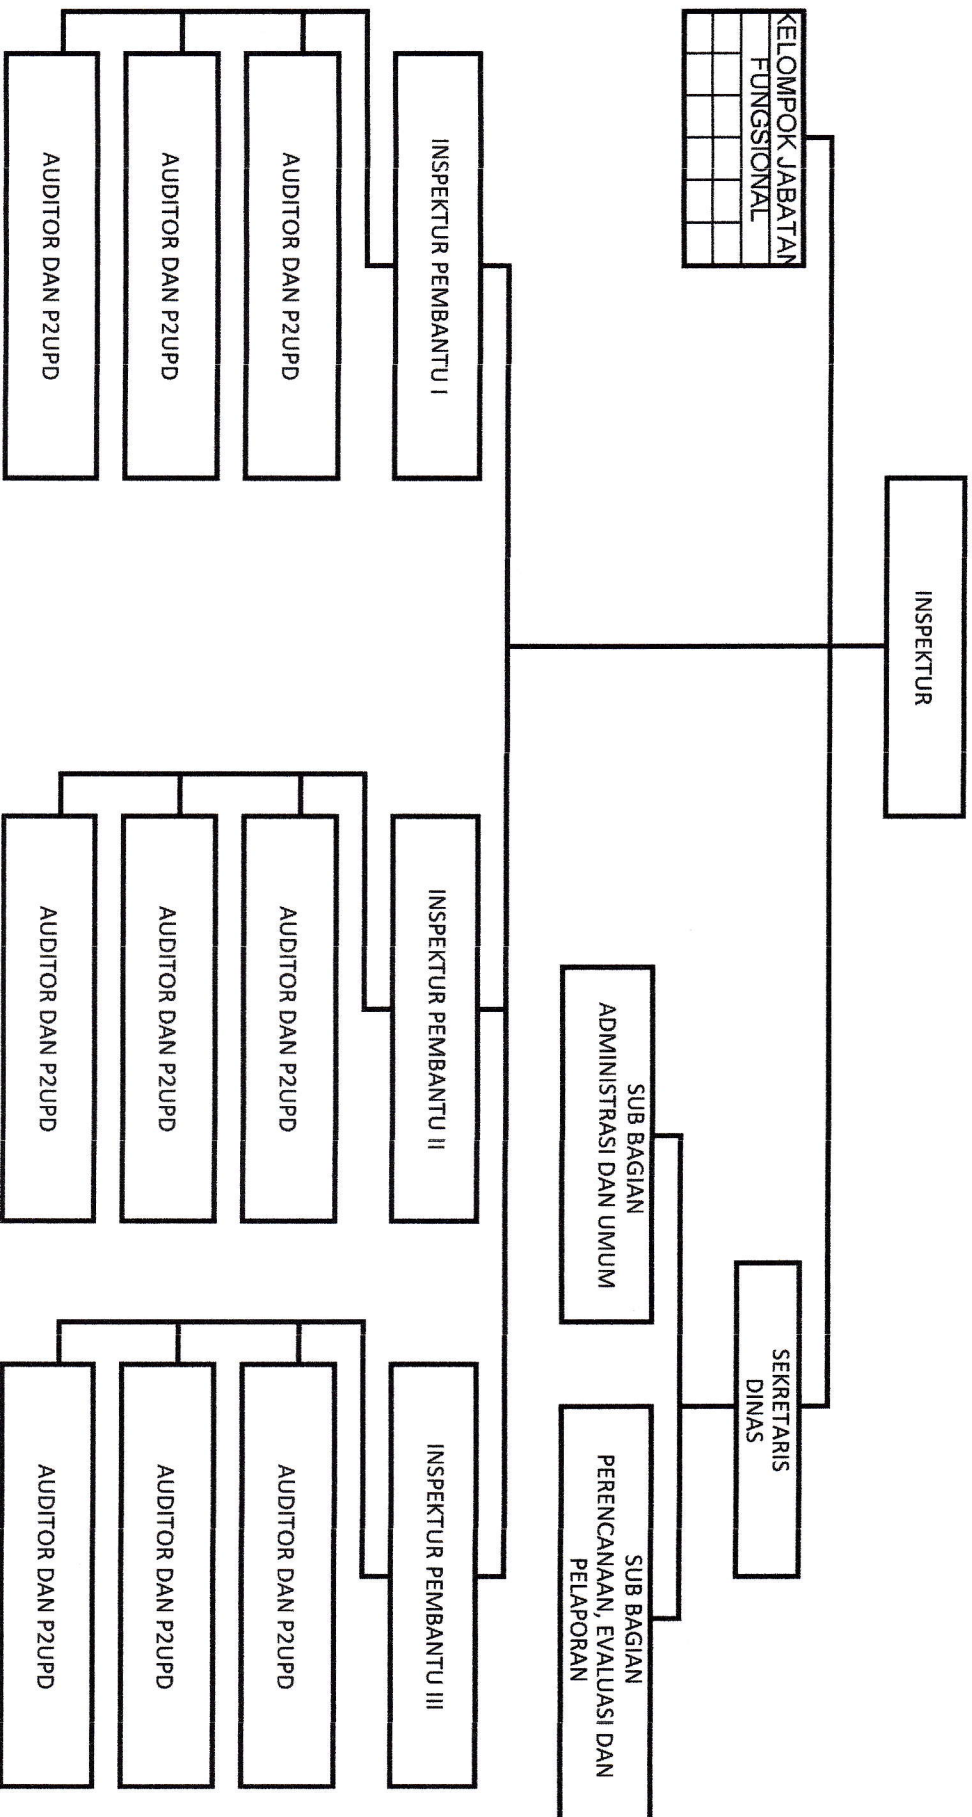 INSPEKTUR
KELOMPOK JABATAN
FUNGSIONAL
SEKRETARIS
DINAS
SUB BAGIAN
ADMINISTRASI DAN UMUM
SUB BAGIAN
PERENCANAAN, EVALUASI DAN
PELAPORAN
INSPEKTUR PEMBANTU I
INSPEKTUR PEMBANTU II
INSPEKTUR PEMBANTU III
AUDITOR DAN P2UPD
AUDITOR DAN P2UPD
AUDITOR DAN P2UPD
AUDITOR DAN P2UPD
AUDITOR DAN P2UPD
AUDITOR DAN P2UPD
AUDITOR DAN P2UPD
AUDITOR DAN P2UPD
AUDITOR DAN P2UPD